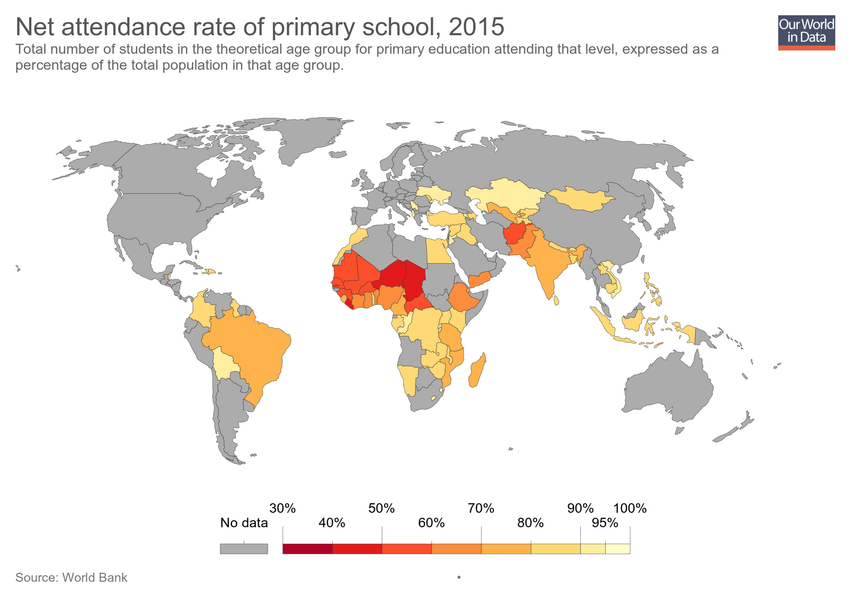 Net attendance rate of primary school, 2015
Our World
in Data
Total number of students in the theoretical age group for primary education attending that level, expressed as a
percentage of the total population in that age group.
30% 50% 70% 90% 100%
No data 40% 60% 80% 95%
Source: World Bank